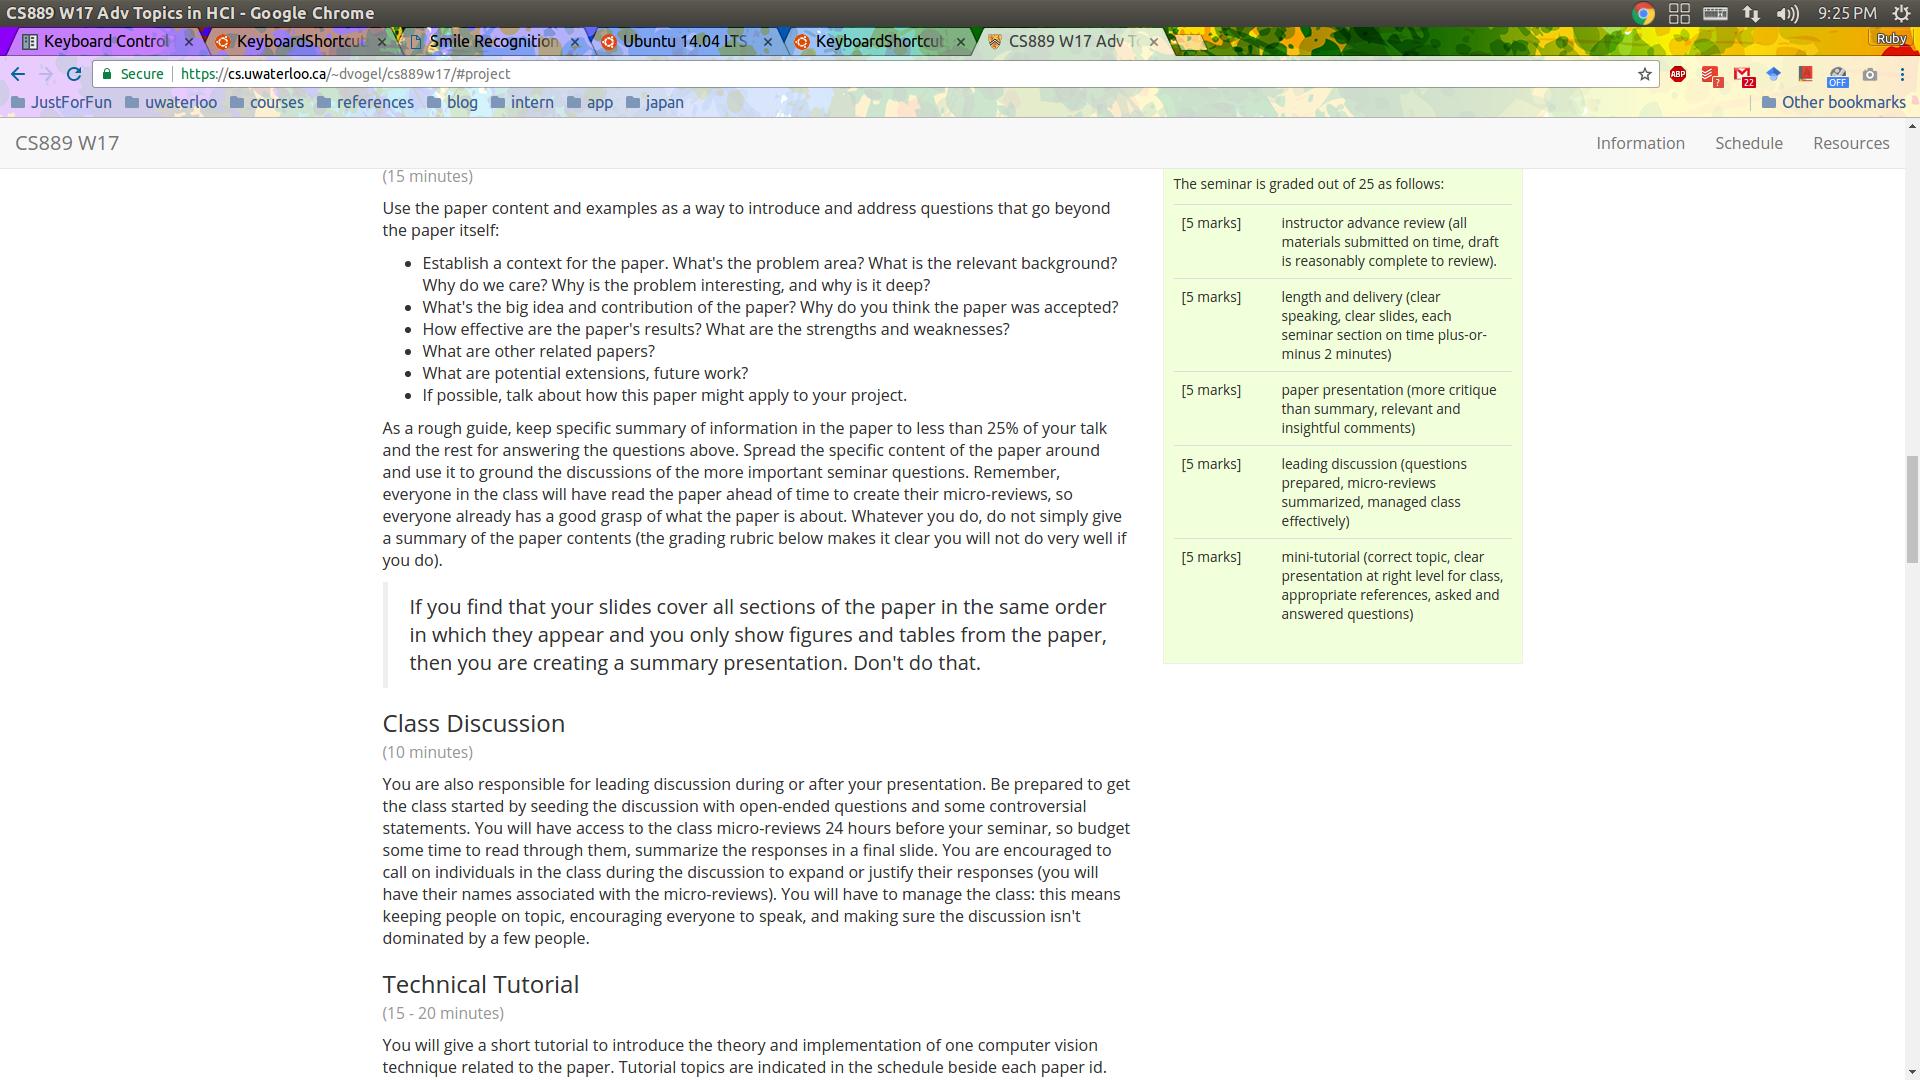 CS889 W17 Adv Topics in HCI - Google Chrome
9:25 PM
Keyboard Control
KeyboardShortcut
Smile Recognition
Ubuntu 14.04 LTS
KeyboardShortcut
CS889 W17 Adv To
Ruby
Secure
https://cs.uwaterloo.ca/~dvogel/cs889w17/#project
ABP
?
22
OFF
JustForFun
uwaterloo
courses
references
blog
intern
app
japan
Other bookmarks
CS889 W17
Information
Schedule
Resources
(15 minutes)
Use the paper content and examples as a way to introduce and address questions that go beyond
the paper itself:
• Establish a context for the paper. What's the problem area? What is the relevant background?
Why do we care? Why is the problem interesting, and why is it deep?
• What's the big idea and contribution of the paper? Why do you think the paper was accepted?
• How effective are the paper's results? What are the strengths and weaknesses?
• What are other related papers?
• What are potential extensions, future work?
• If possible, talk about how this paper might apply to your project.
As a rough guide, keep specific summary of information in the paper to less than 25% of your talk
and the rest for answering the questions above. Spread the specific content of the paper around
and use it to ground the discussions of the more important seminar questions. Remember,
everyone in the class will have read the paper ahead of time to create their micro-reviews, so
everyone already has a good grasp of what the paper is about. Whatever you do, do not simply give
a summary of the paper contents (the grading rubric below makes it clear you will not do very well if
you do).
If you find that your slides cover all sections of the paper in the same order
in which they appear and you only show figures and tables from the paper,
then you are creating a summary presentation. Don't do that.
Class Discussion
(10 minutes)
You are also responsible for leading discussion during or after your presentation. Be prepared to get
the class started by seeding the discussion with open-ended questions and some controversial
statements. You will have access to the class micro-reviews 24 hours before your seminar, so budget
some time to read through them, summarize the responses in a final slide. You are encouraged to
call on individuals in the class during the discussion to expand or justify their responses (you will
have their names associated with the micro-reviews). You will have to manage the class: this means
keeping people on topic, encouraging everyone to speak, and making sure the discussion isn't
dominated by a few people.
Technical Tutorial
(15 - 20 minutes)
You will give a short tutorial to introduce the theory and implementation of one computer vision
technique related to the paper. Tutorial topics are indicated in the schedule beside each paper id.
The seminar is graded out of 25 as follows:
[5 marks] instructor advance review (all
materials submitted on time, draft
is reasonably complete to review).
[5 marks] length and delivery (clear
speaking, clear slides, each
seminar section on time plus-or-
minus 2 minutes)
[5 marks] paper presentation (more critique
than summary, relevant and
insightful comments)
[5 marks] leading discussion (questions
prepared, micro-reviews
summarized, managed class
effectively)
[5 marks] mini-tutorial (correct topic, clear
presentation at right level for class,
appropriate references, asked and
answered questions)